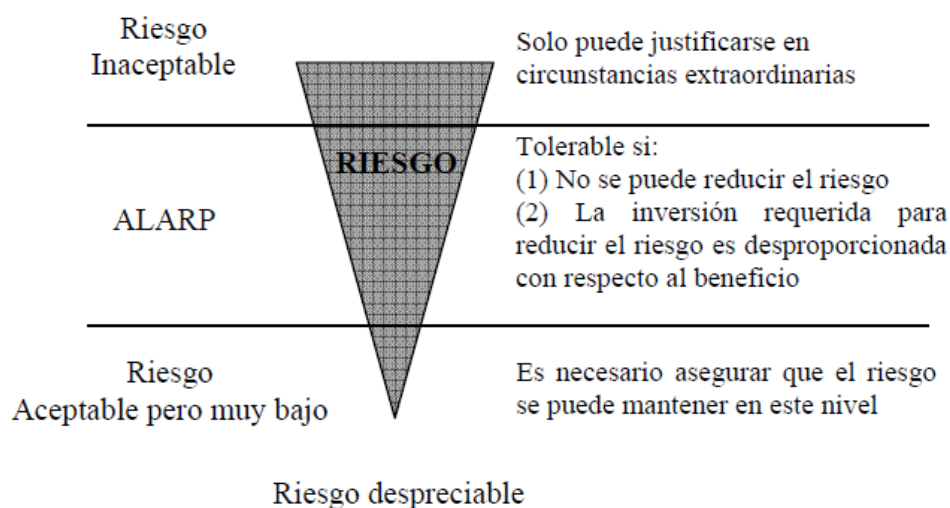 Riesgo
Inaceptable
Solo puede justificarse en
circunstancias extraordinarias
RIESGO
ALARP
Tolerable si:
(1) No se puede reducir el riesgo
(2) La inversión requerida para
reducir el riesgo es desproporcionada
con respecto al beneficio
Riesgo
Aceptable pero muy bajo
Es necesario asegurar que el riesgo
se puede mantener en este nivel
Riesgo despreciable